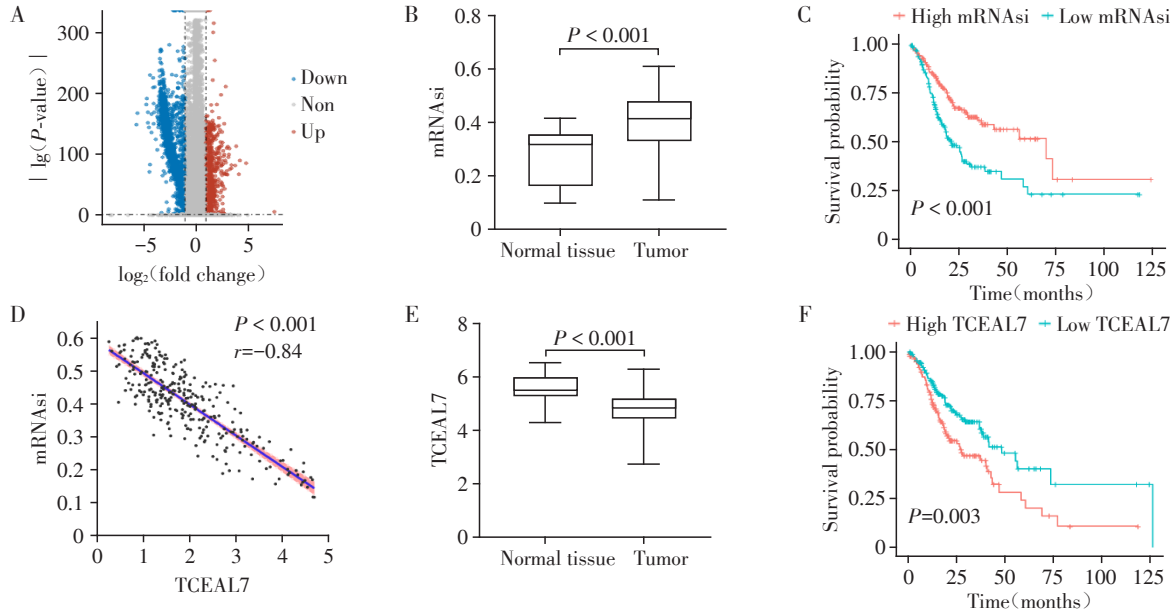 A
| lg(P-value) |
300
200
100
0
−5
0
5
log₂(fold change)
Down
Non
Up
B
P < 0.001
mRNAsi
0.8
0.6
0.4
0.2
0
Normal tissue
Tumor
C
High mRNAsi
Low mRNAsi
Survival probability
1.00
0.75
0.50
0.25
0
P < 0.001
0
25
50
75
100
125
Time(months)
D
P < 0.001
r=−0.84
mRNAsi
0.6
0.5
0.4
0.3
0.2
0.1
0
0
1
2
3
4
5
TCEAL7
E
P < 0.001
TCEAL7
8
6
4
2
0
Normal tissue
Tumor
F
High TCEAL7
Low TCEAL7
Survival probability
1.00
0.75
0.50
0.25
0
P=0.003
0
25
50
75
100
125
Time(months)